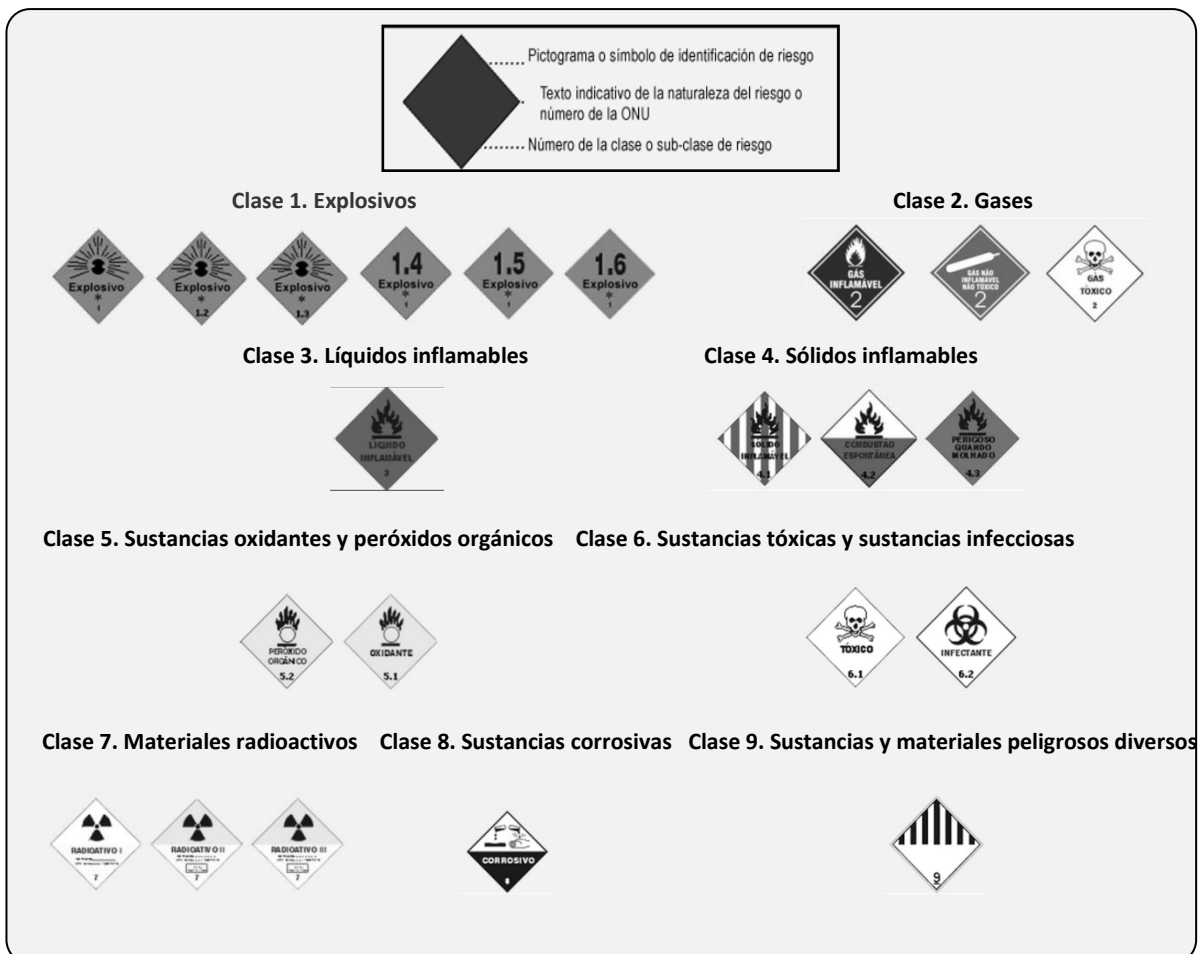 Pictograma o símbolo de identificación de riesgo
Texto indicativo de la naturaleza del riesgo o
número de la ONU
Número de la clase o sub-clase de riesgo
Clase 1. Explosivos
Clase 2. Gases
Explosivo
*
1
Explosivo
*
1.2
Explosivo
*
1.3
1.4
Explosivo
*
1
1.5
Explosivo
*
1
1.6
Explosivo
*
1
GÁS
INFLAMÁVEL
2
GÁS NÃO
INFLAMÁVEL
NÃO TÓXICO
2
GÁS
TÓXICO
2
Clase 3. Líquidos inflamables
Clase 4. Sólidos inflamables
LÍQUIDO
INFLAMÁVEL
3
SÓLIDO
INFLAMÁVEL
4.1
COMBUSTÃO
ESPONTÂNEA
4.2
PERIGOSO
QUANDO
MOLHADO
4.3
Clase 5. Sustancias oxidantes y peróxidos orgánicos
Clase 6. Sustancias tóxicas y sustancias infecciosas
PERÓXIDO
ORGÂNICO
5.2
OXIDANTE
5.1
TÓXICO
6.1
INFECTANTE
6.2
Clase 7. Materiales radioactivos
Clase 8. Sustancias corrosivas
Clase 9. Sustancias y materiales peligrosos diversos
RADIOATIVO I
7
RADIOATIVO II
7
RADIOATIVO III
7
CORROSIVO
8
9